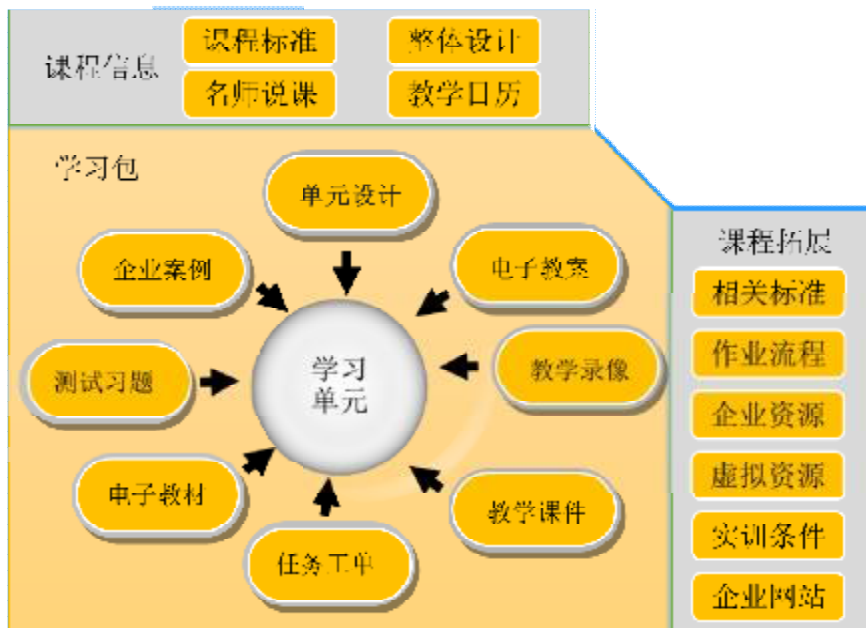 课程信息
课程标准
整体设计
名师说课
教学日历
学习包
单元设计
企业案例
电子教案
测试习题
学习
单元
教学录像
电子教材
教学课件
任务工单
课程拓展
相关标准
作业流程
企业资源
虚拟资源
实训条件
企业网站